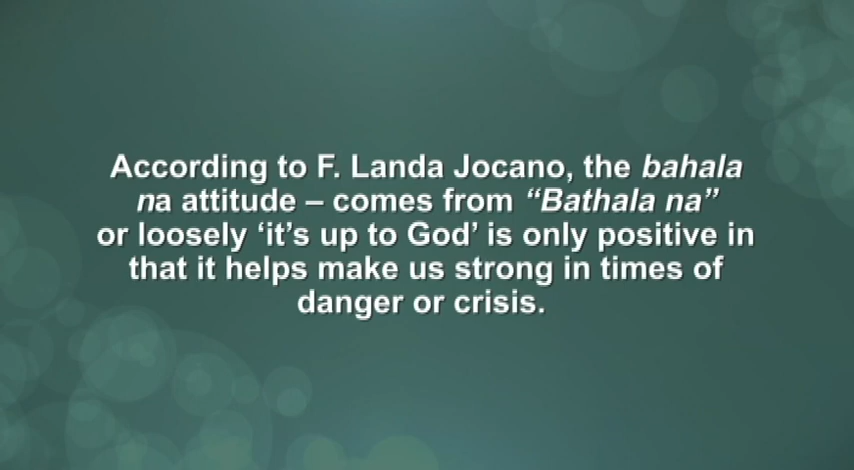 According to F. Landa Jocano, the bahala
na attitude – comes from “Bathala na”
or loosely ‘it’s up to God’ is only positive in
that it helps make us strong in times of
danger or crisis.